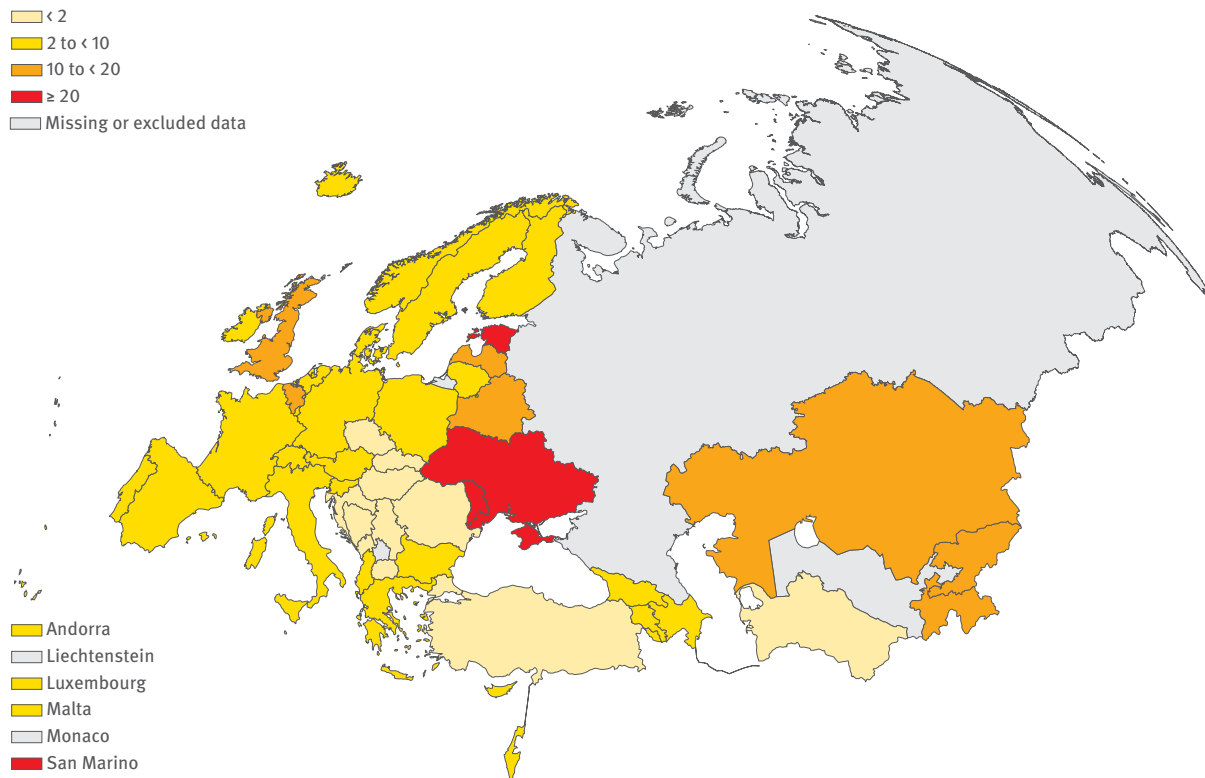 < 2
2 to < 10
10 to < 20
≥ 20
Missing or excluded data
Andorra
Liechtenstein
Luxembourg
Malta
Monaco
San Marino